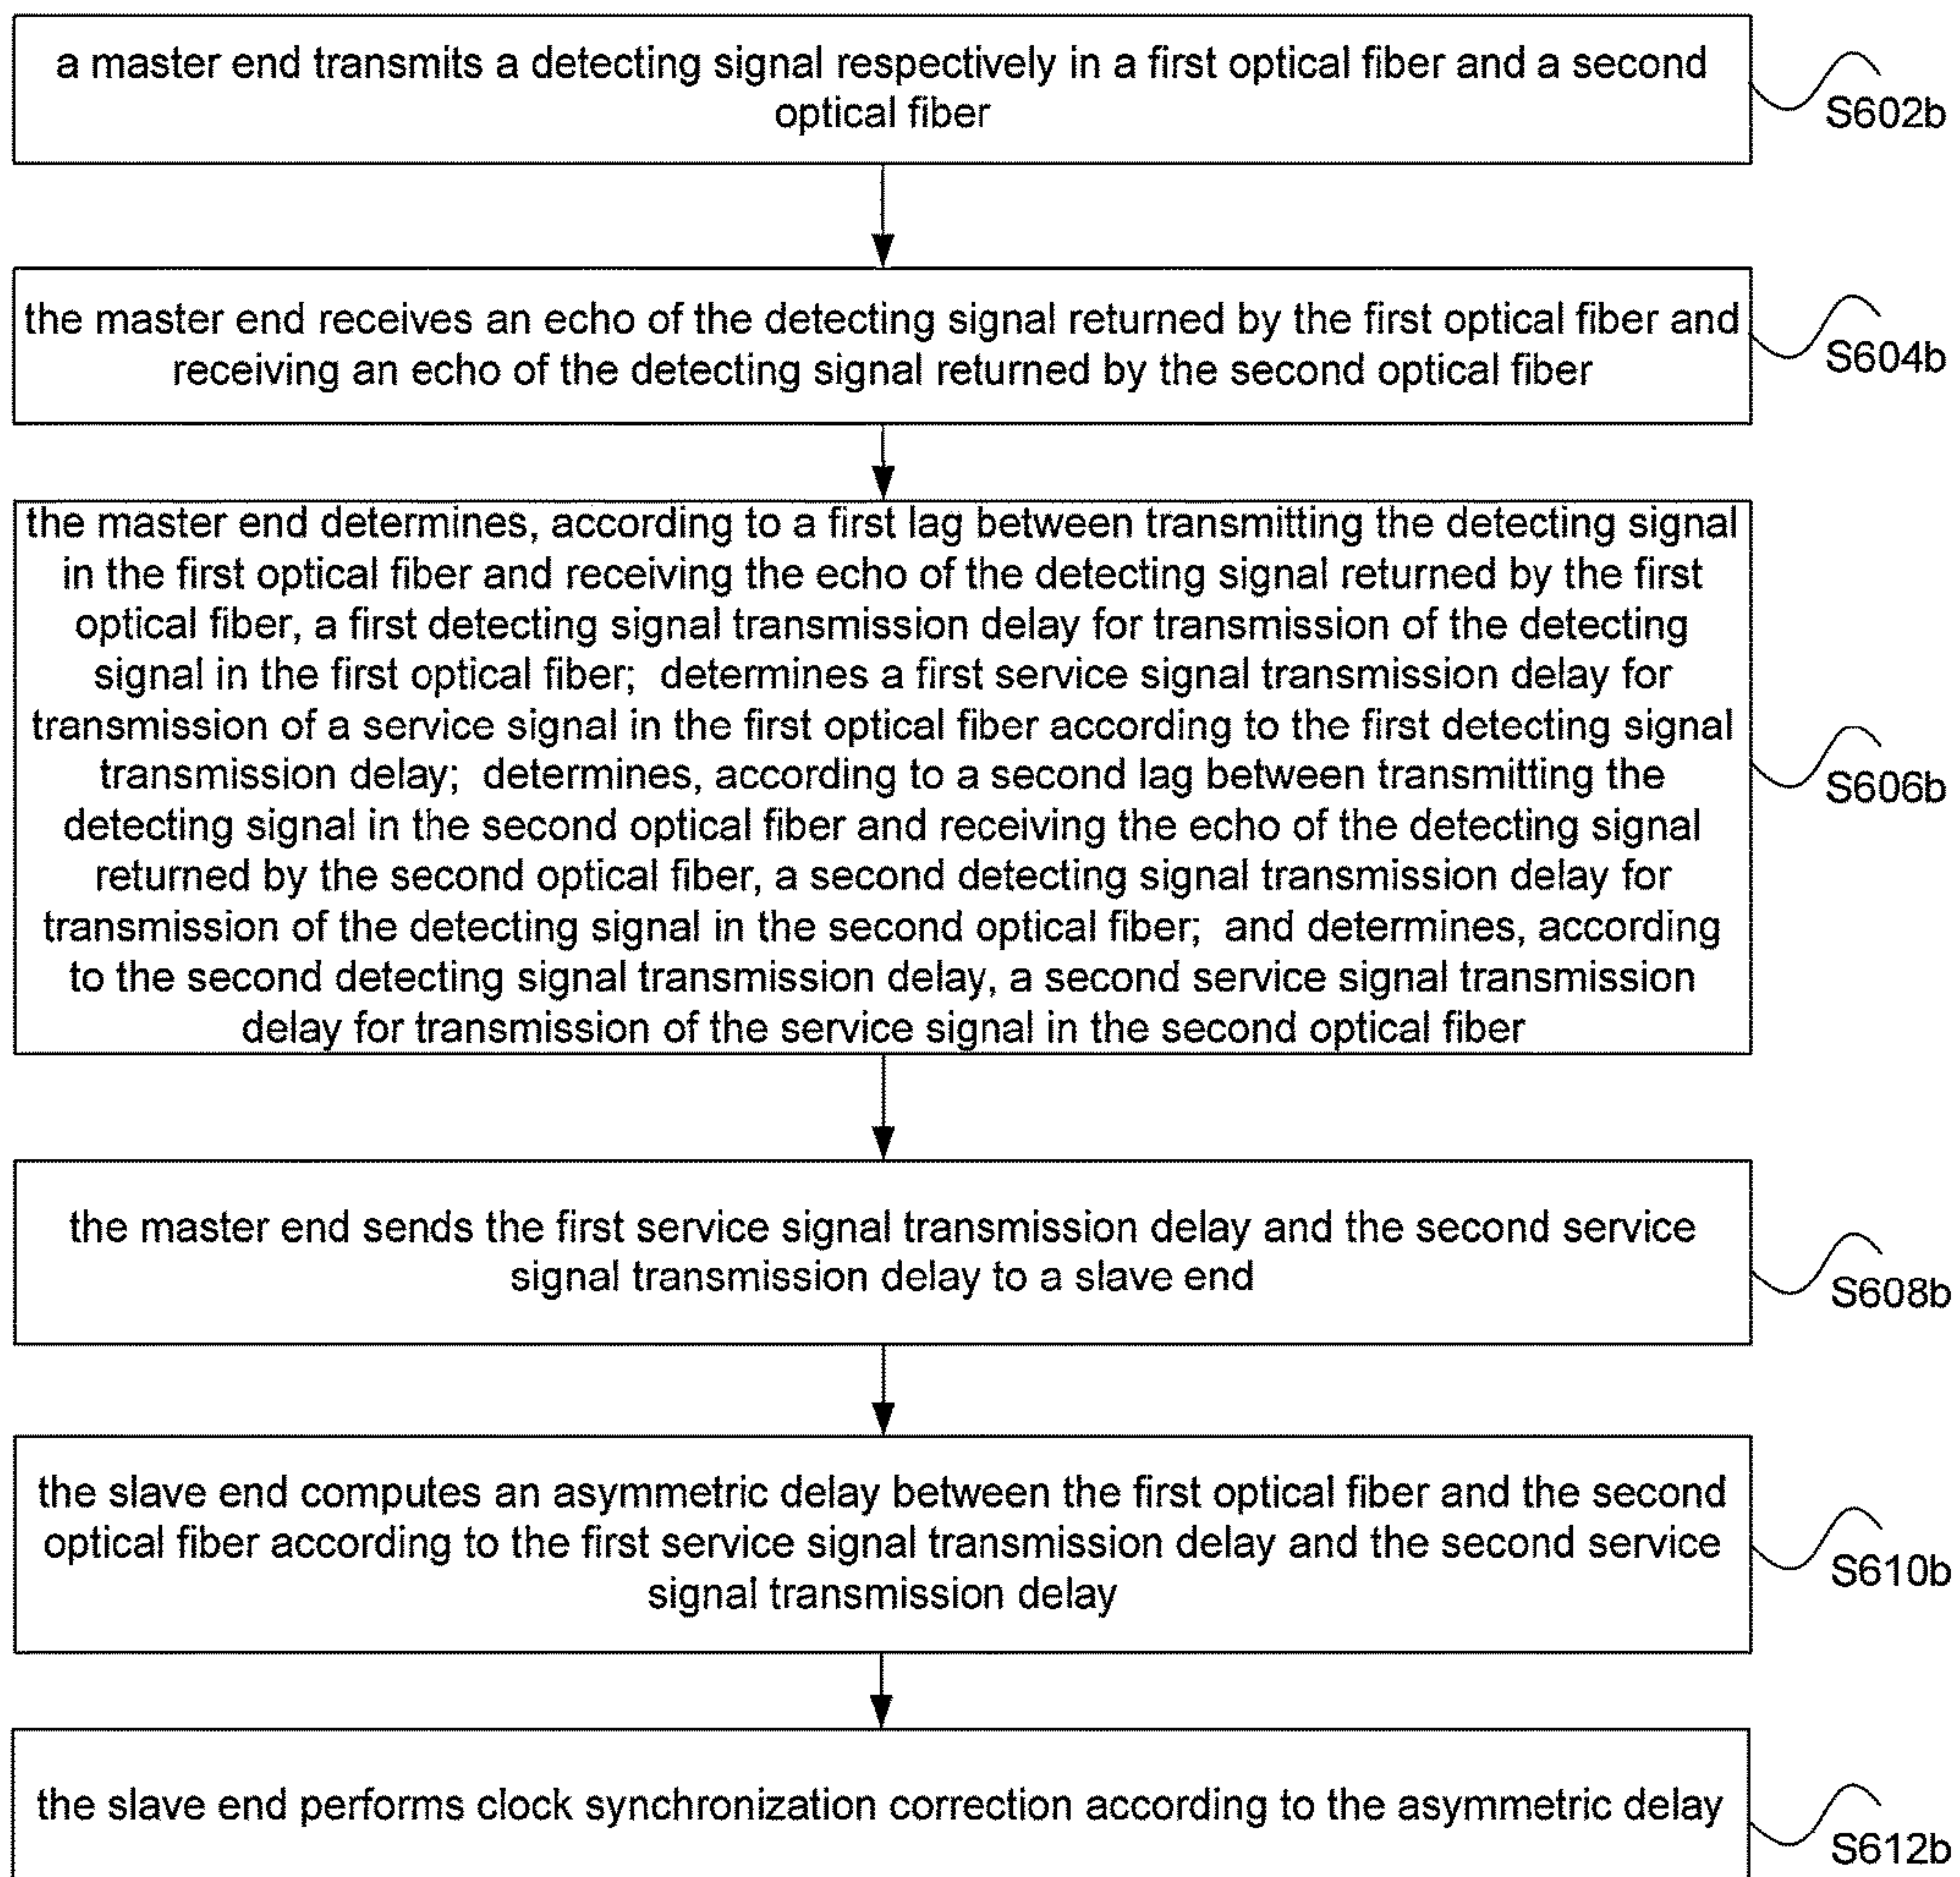 a master end transmits a detecting signal respectively in a first optical fiber and a second
optical fiber
S602b
the master end receives an echo of the detecting signal returned by the first optical fiber and
receiving an echo of the detecting signal returned by the second optical fiber
S604b
the master end determines, according to a first lag between transmitting the detecting signal
in the first optical fiber and receiving the echo of the detecting signal returned by the first
optical fiber, a first detecting signal transmission delay for transmission of the detecting
signal in the first optical fiber; determines a first service signal transmission delay for
transmission of a service signal in the first optical fiber according to the first detecting signal
transmission delay; determines, according to a second lag between transmitting the
detecting signal in the second optical fiber and receiving the echo of the detecting signal
returned by the second optical fiber, a second detecting signal transmission delay for
transmission of the detecting signal in the second optical fiber; and determines, according
to the second detecting signal transmission delay, a second service signal transmission
delay for transmission of the service signal in the second optical fiber
S606b
the master end sends the first service signal transmission delay and the second service
signal transmission delay to a slave end
S608b
the slave end computes an asymmetric delay between the first optical fiber and the second
optical fiber according to the first service signal transmission delay and the second service
signal transmission delay
S610b
the slave end performs clock synchronization correction according to the asymmetric delay
S612b